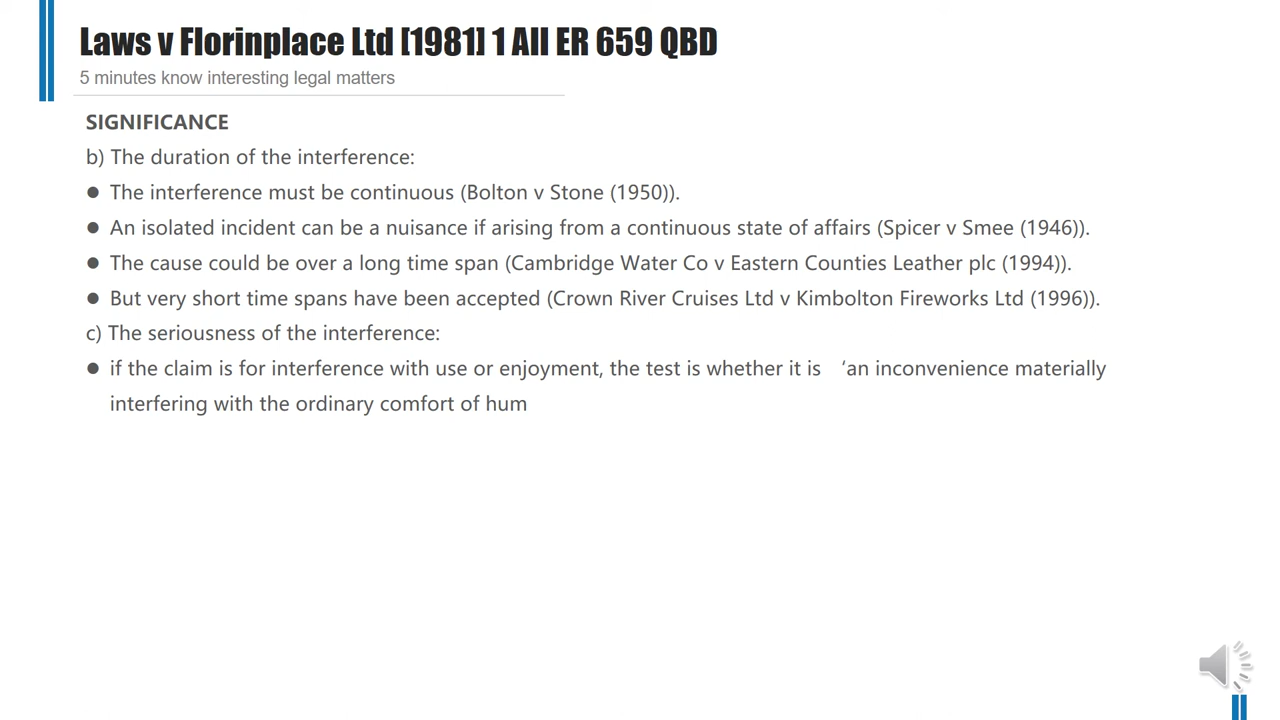 Laws v Florinplace Ltd [1981] 1 All ER 659 QBD
5 minutes know interesting legal matters
SIGNIFICANCE
b) The duration of the interference:
● The interference must be continuous (Bolton v Stone (1950)).
● An isolated incident can be a nuisance if arising from a continuous state of affairs (Spicer v Smee (1946)).
● The cause could be over a long time span (Cambridge Water Co v Eastern Counties Leather plc (1994)).
● But very short time spans have been accepted (Crown River Cruises Ltd v Kimbolton Fireworks Ltd (1996)).
c) The seriousness of the interference:
● if the claim is for interference with use or enjoyment, the test is whether it is ‘an inconvenience materially
interfering with the ordinary comfort of hum